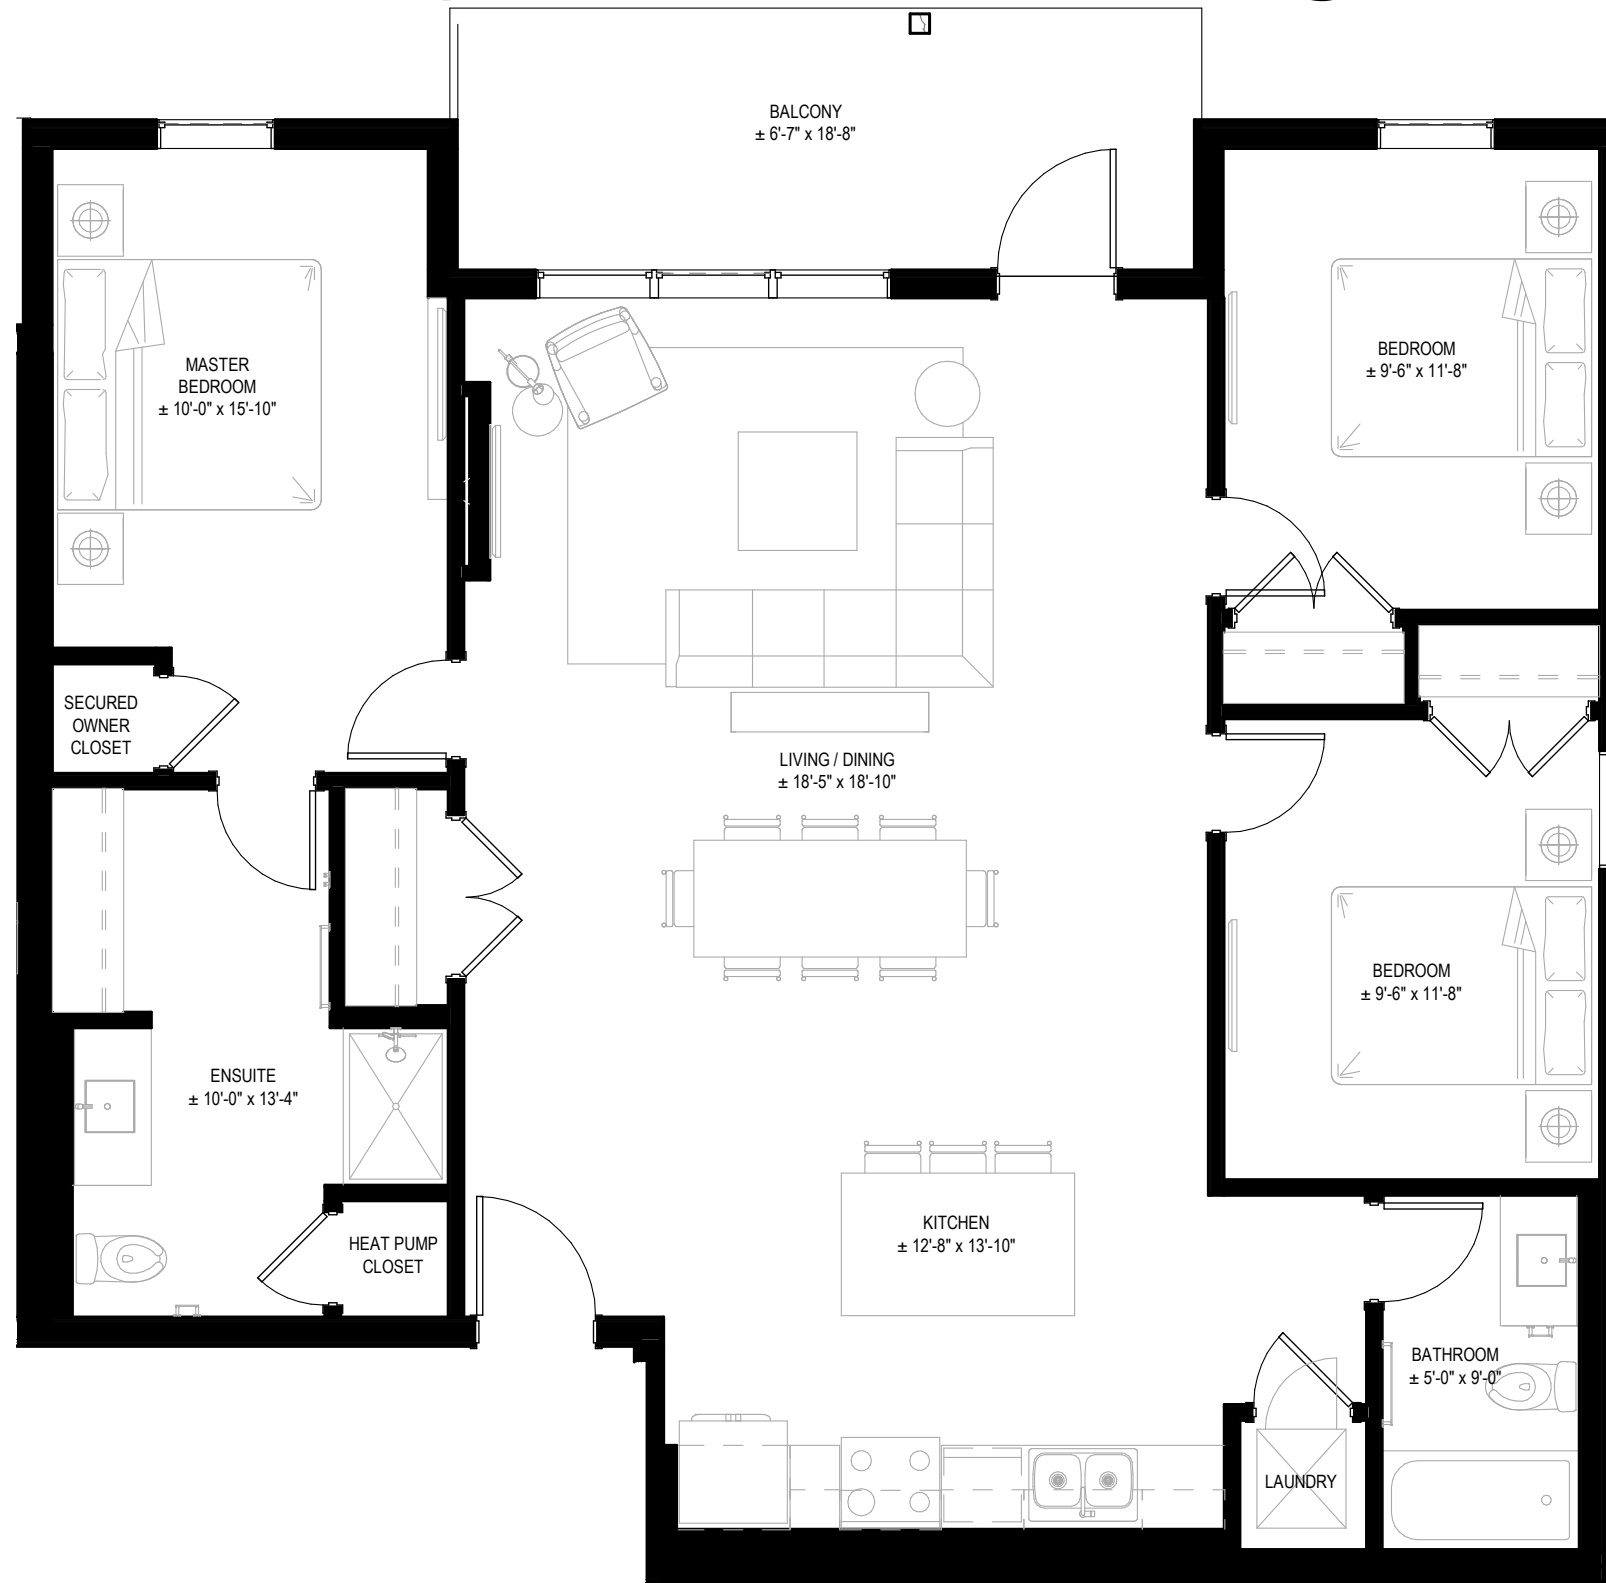 BALCONY
± 6'-7" x 18'-8"
MASTER
BEDROOM
± 10'-0" x 15'-10"
BEDROOM
± 9'-6" x 11'-8"
SECURED
OWNER
CLOSET
LIVING / DINING
± 18'-5" x 18'-10"
BEDROOM
± 9'-6" x 11'-8"
ENSUITE
± 10'-0" x 13'-4"
KITCHEN
± 12'-8" x 13'-10"
HEAT PUMP
CLOSET
BATHROOM
± 5'-0" x 9'-0"
LAUNDRY